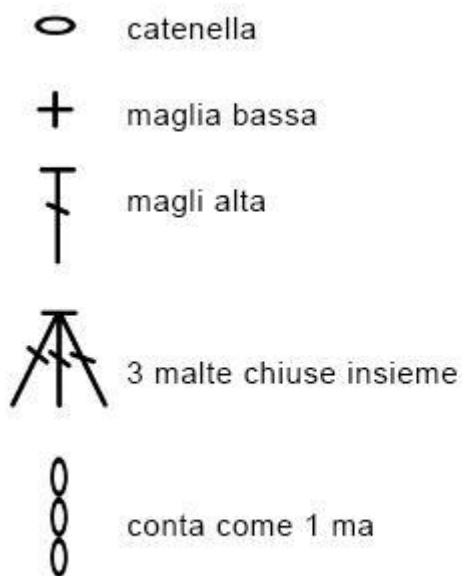 catenella
maglia bassa
magli alta
3 malte chiuse insieme
conta come 1 ma